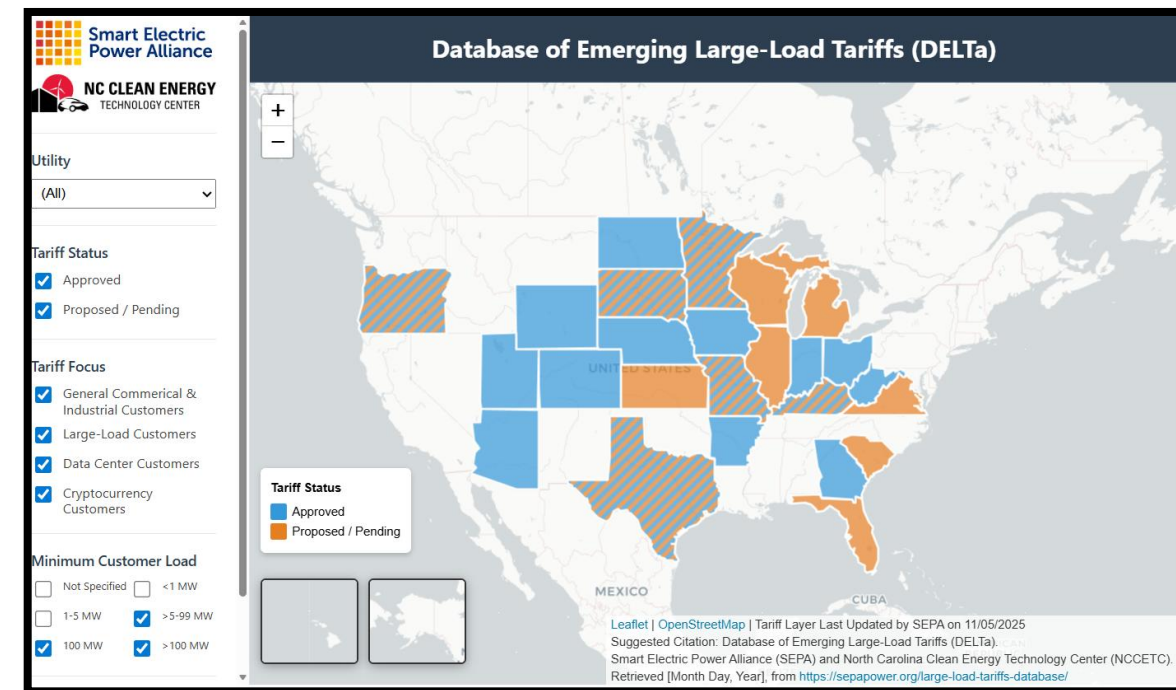 Smart Electric
Power Alliance
NC CLEAN ENERGY
TECHNOLOGY CENTER
Utility
(All)
Tariff Status
Approved
Proposed / Pending
Tariff Focus
General Commerical &
Industrial Customers
Large-Load Customers
Data Center Customers
Cryptocurrency
Customers
Minimum Customer Load
Not Specified
<1 MW
1-5 MW
>5-99 MW
100 MW
>100 MW
Database of Emerging Large-Load Tariffs (DELTa)
+
−
UNITED STATES
Tariff Status
Approved
Proposed / Pending
MEXICO
CUBA
Leaflet | OpenStreetMap | Tariff Layer Last Updated by SEPA on 11/05/2025
Suggested Citation: Database of Emerging Large-Load Tariffs (DELTa).
Smart Electric Power Alliance (SEPA) and North Carolina Clean Energy Technology Center (NCCETC).
Retrieved [Month Day, Year], from https://sepapower.org/large-load-tariffs-database/